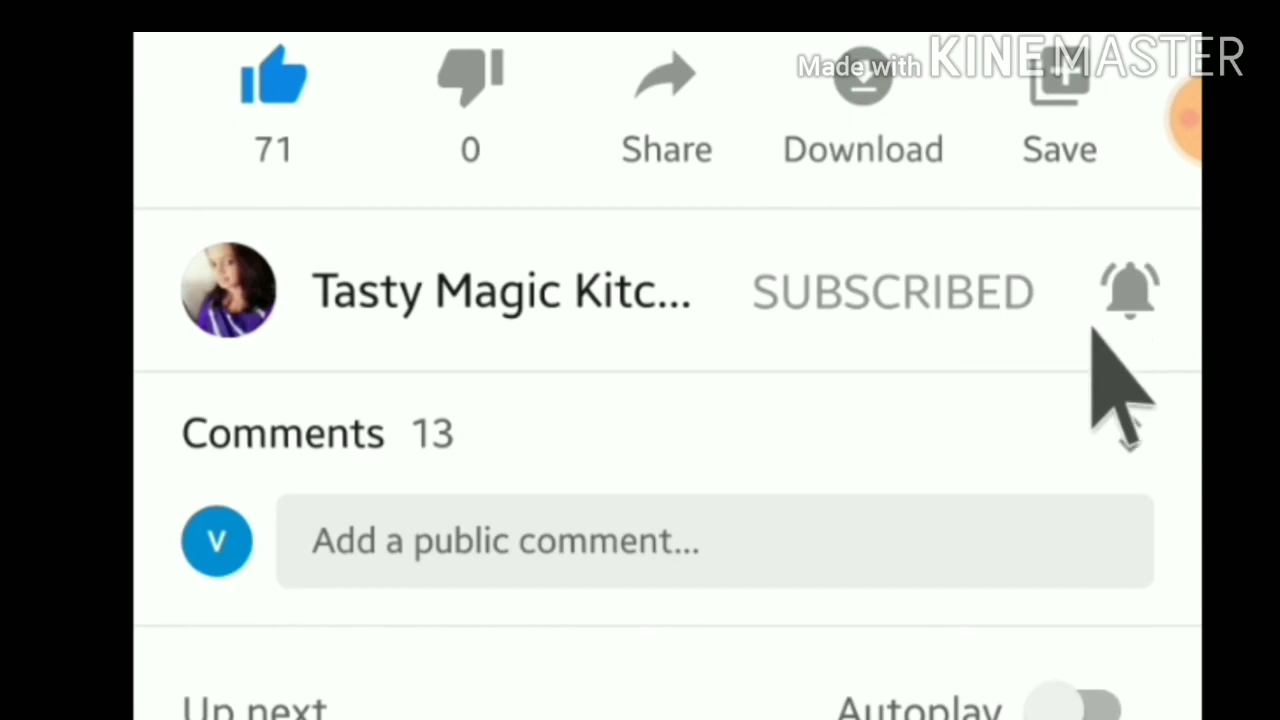 Made with KINEMASTER
71 0 Share Download Save
Tasty Magic Kitc... SUBSCRIBED
Comments 13
V Add a public comment...
Up next Autoplay